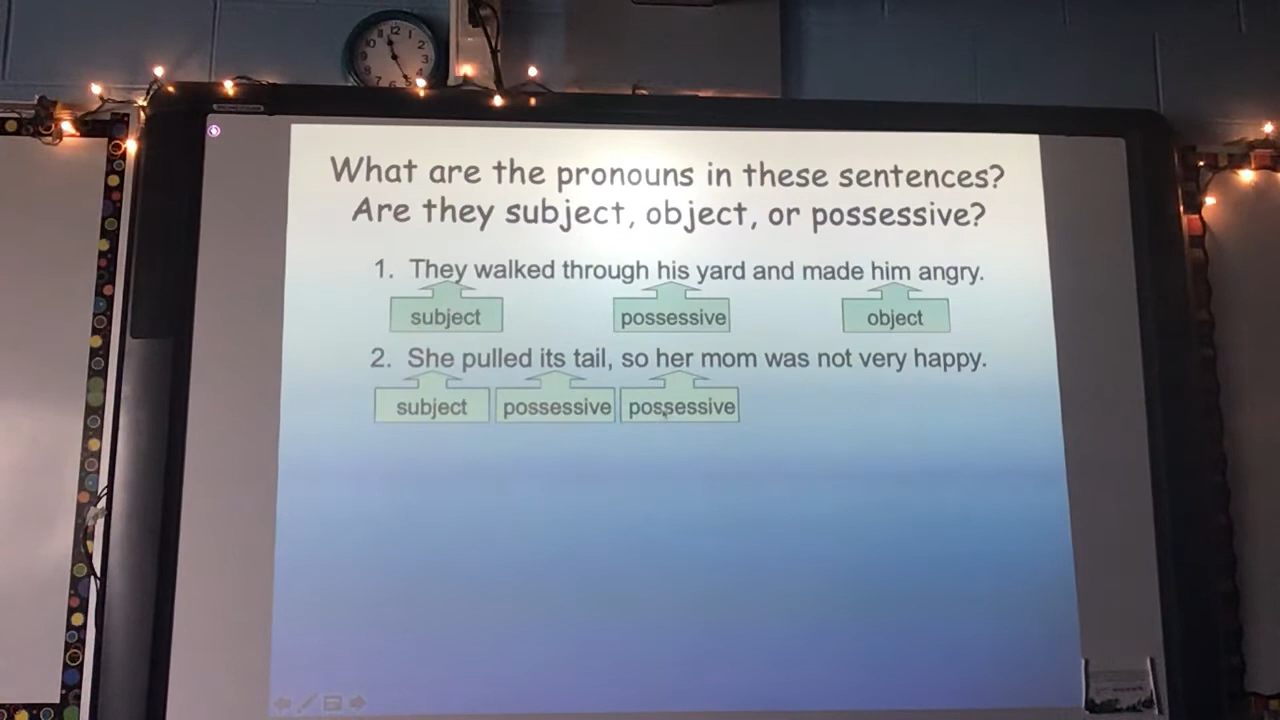 What are the pronouns in these sentences?
Are they subject, object, or possessive?
1. They walked through his yard and made him angry.
subject possessive object
2. She pulled its tail, so her mom was not very happy.
subject possessive possessive